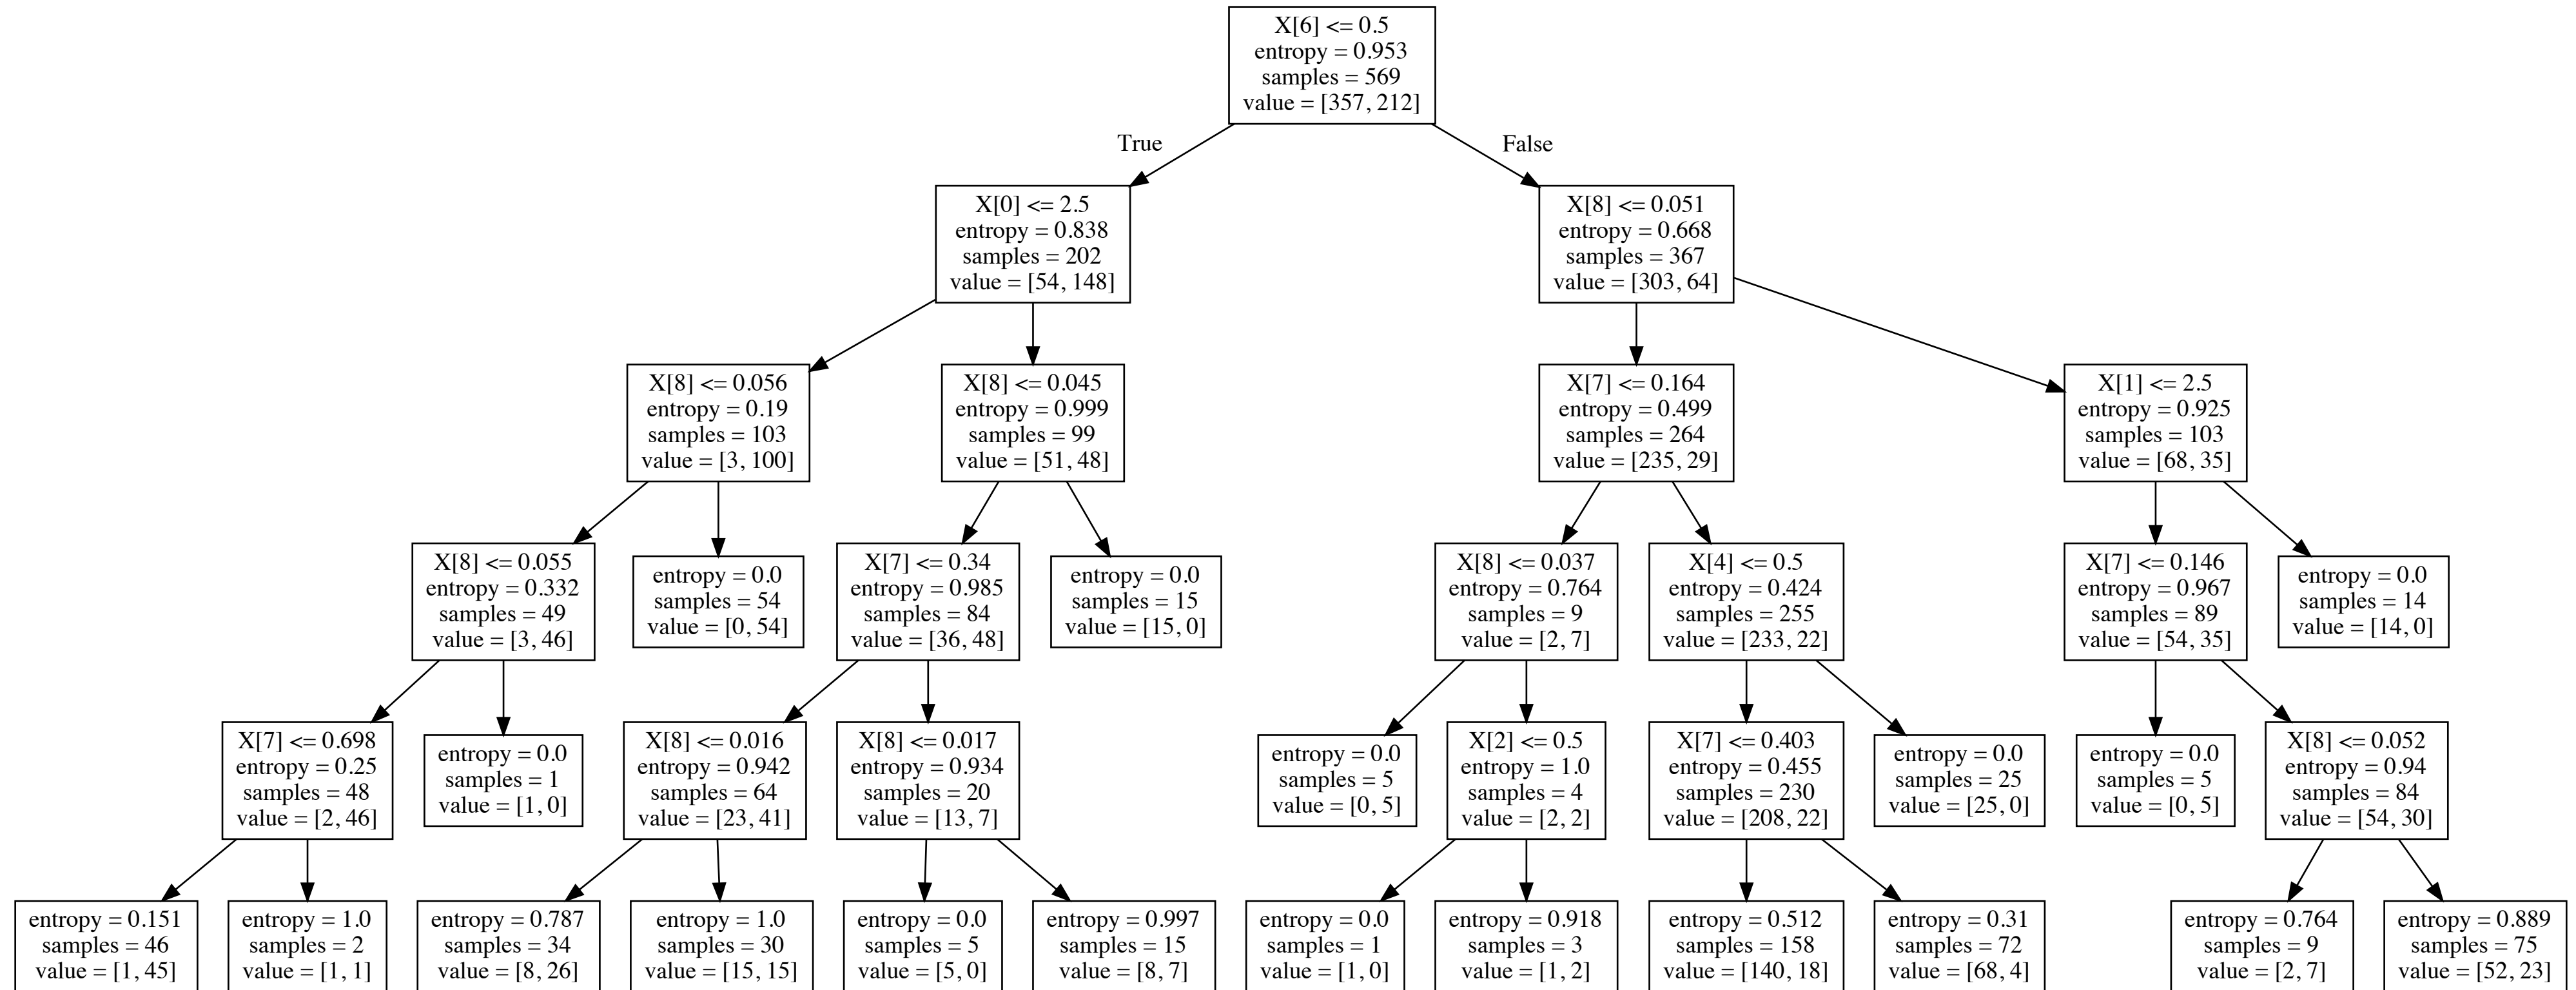 X[6] <= 0.5
entropy = 0.953
samples = 569
value = [357, 212]
True
False
X[0] <= 2.5
entropy = 0.838
samples = 202
value = [54, 148]
X[8] <= 0.051
entropy = 0.668
samples = 367
value = [303, 64]
X[8] <= 0.056
entropy = 0.19
samples = 103
value = [3, 100]
X[8] <= 0.045
entropy = 0.999
samples = 99
value = [51, 48]
X[7] <= 0.164
entropy = 0.499
samples = 264
value = [235, 29]
X[1] <= 2.5
entropy = 0.925
samples = 103
value = [68, 35]
X[8] <= 0.055
entropy = 0.332
samples = 49
value = [3, 46]
entropy = 0.0
samples = 54
value = [0, 54]
X[7] <= 0.34
entropy = 0.985
samples = 84
value = [36, 48]
entropy = 0.0
samples = 15
value = [15, 0]
X[8] <= 0.037
entropy = 0.764
samples = 9
value = [2, 7]
X[4] <= 0.5
entropy = 0.424
samples = 255
value = [233, 22]
X[7] <= 0.146
entropy = 0.967
samples = 89
value = [54, 35]
entropy = 0.0
samples = 14
value = [14, 0]
X[7] <= 0.698
entropy = 0.25
samples = 48
value = [2, 46]
entropy = 0.0
samples = 1
value = [1, 0]
X[8] <= 0.016
entropy = 0.942
samples = 64
value = [23, 41]
X[8] <= 0.017
entropy = 0.934
samples = 20
value = [13, 7]
entropy = 0.0
samples = 5
value = [0, 5]
X[2] <= 0.5
entropy = 1.0
samples = 4
value = [2, 2]
X[7] <= 0.403
entropy = 0.455
samples = 230
value = [208, 22]
entropy = 0.0
samples = 25
value = [25, 0]
entropy = 0.0
samples = 5
value = [0, 5]
X[8] <= 0.052
entropy = 0.94
samples = 84
value = [54, 30]
entropy = 0.151
samples = 46
value = [1, 45]
entropy = 1.0
samples = 2
value = [1, 1]
entropy = 0.787
samples = 34
value = [8, 26]
entropy = 1.0
samples = 30
value = [15, 15]
entropy = 0.0
samples = 5
value = [5, 0]
entropy = 0.997
samples = 15
value = [8, 7]
entropy = 0.0
samples = 1
value = [1, 0]
entropy = 0.918
samples = 3
value = [1, 2]
entropy = 0.512
samples = 158
value = [140, 18]
entropy = 0.31
samples = 72
value = [68, 4]
entropy = 0.764
samples = 9
value = [2, 7]
entropy = 0.889
samples = 75
value = [52, 23]